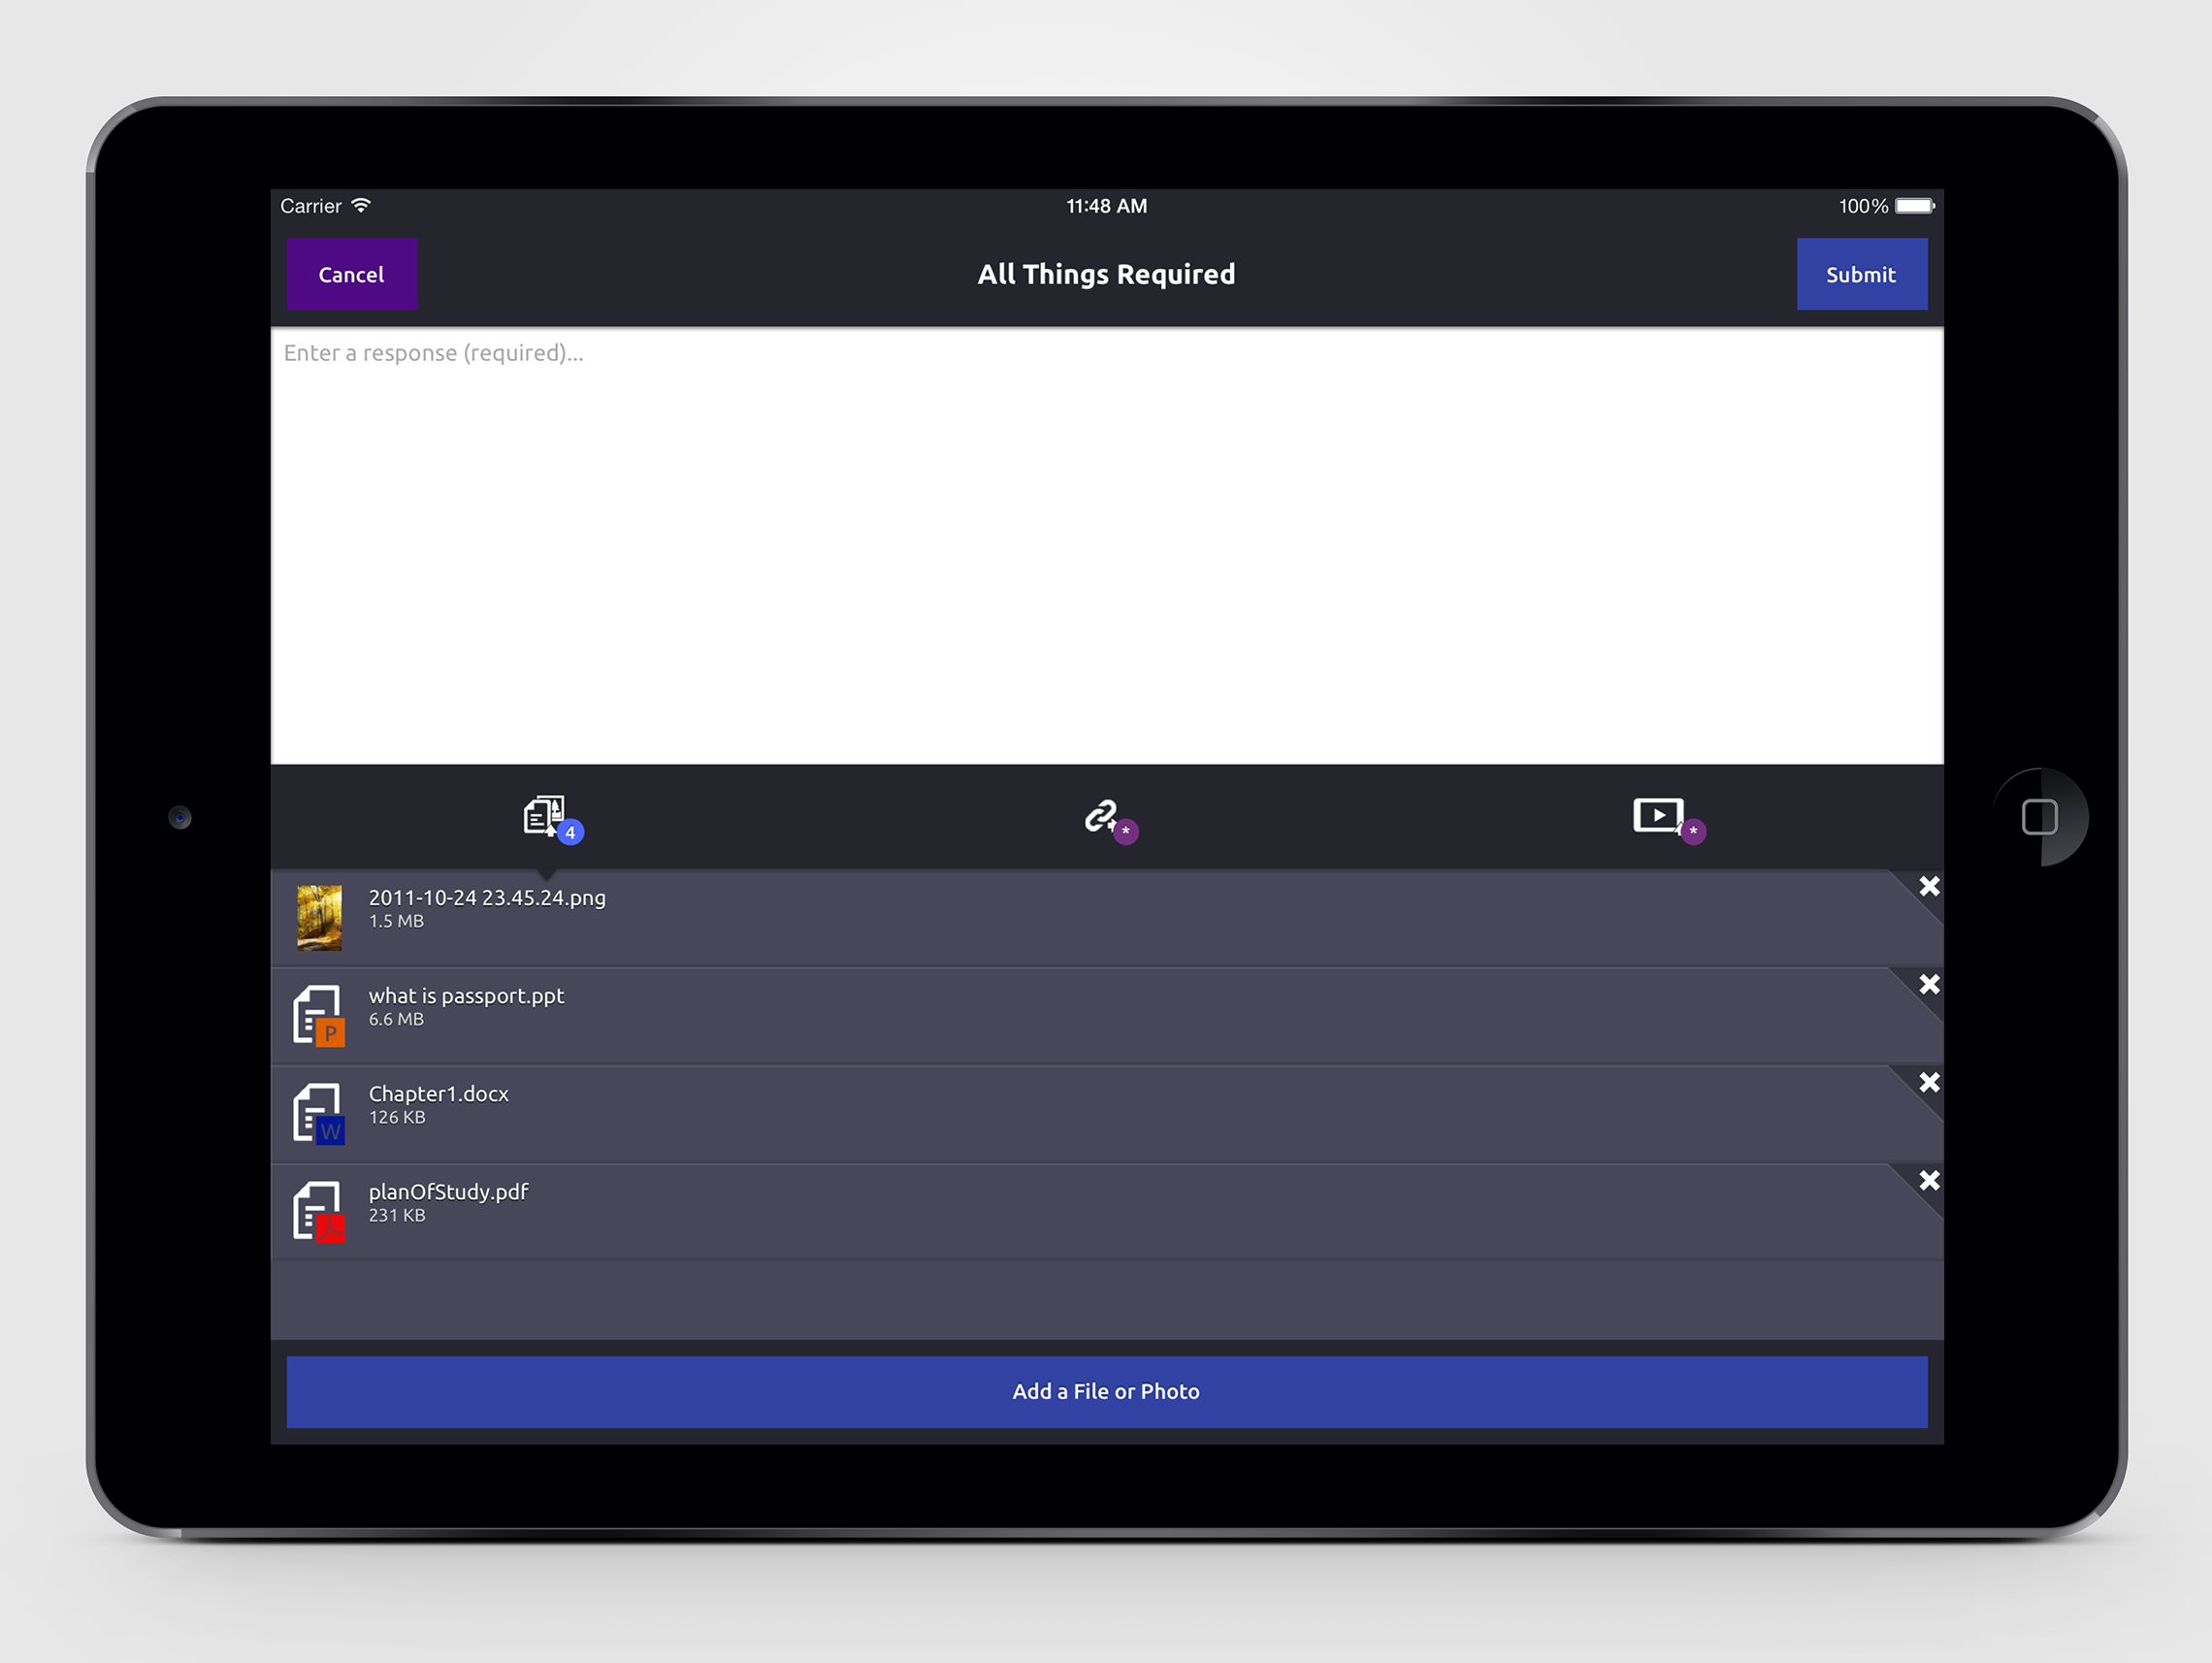 Carrier 11:48 AM 100%
Cancel All Things Required Submit
Enter a response (required)...
4 * *
2011-10-24 23.45.24.png
1.5 MB
what is passport.ppt
6.6 MB
P
Chapter1.docx
126 KB
W
planOfStudy.pdf
231 KB
Add a File or Photo